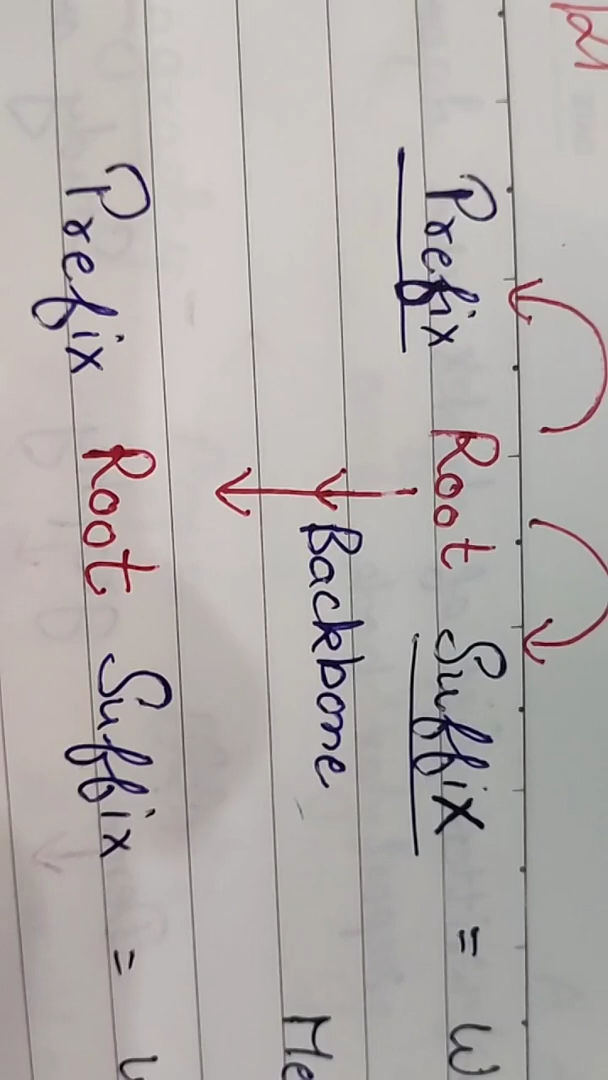 Prefix Root Suffix =
Backbone
Prefix Root Suffix =